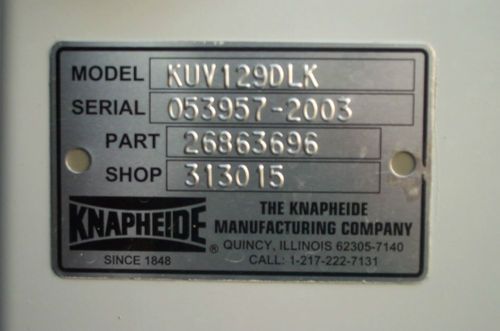 MODEL KUV129DLK
SERIAL 053957-2003
PART 26863696
SHOP 313015
KNAPHEIDE ®
SINCE 1848
THE KNAPHEIDE
MANUFACTURING COMPANY
QUINCY, ILLINOIS 62305-7140
CALL: 1-217-222-7131